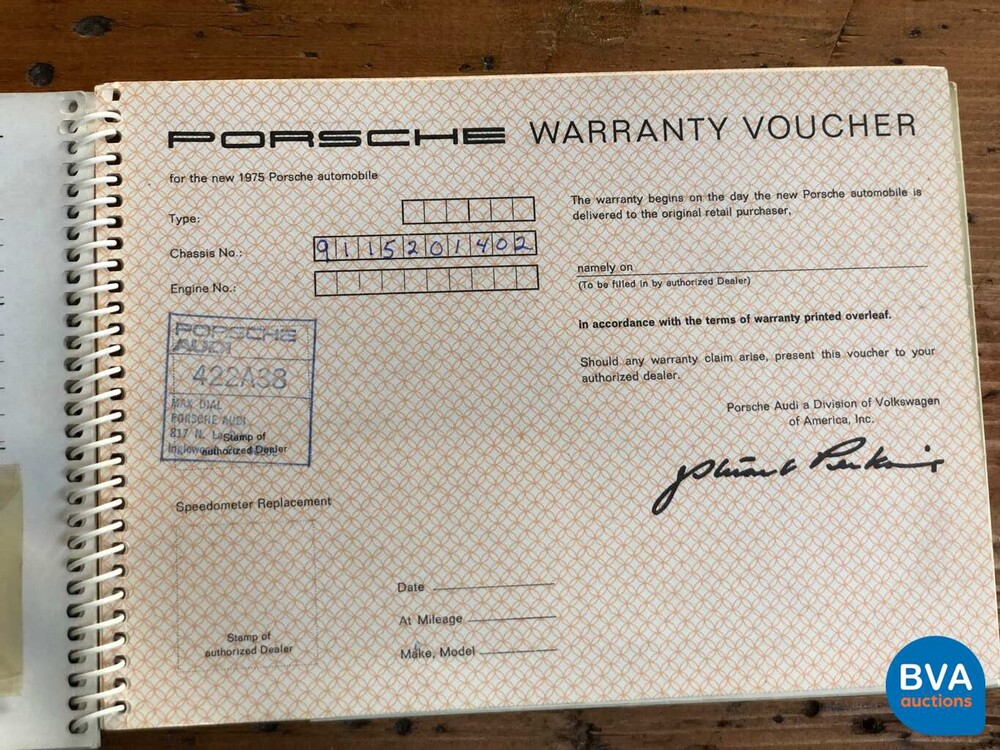 PORSCHE WARRANTY VOUCHER
for the new 1975 Porsche automobile
Type:
Chassis No.: 9115201402
Engine No.:
PORSCHE
AUDI
422A38
MAX DIAL
PORSCHE AUDI
817 N.
Stamp of
authorized Dealer
Speedometer Replacement
Stamp of
authorized Dealer
The warranty begins on the day the new Porsche automobile is
delivered to the original retail purchaser,
namely on
(To be filled in by authorized Dealer)
In accordance with the terms of warranty printed overleaf.
Should any warranty claim arise, present this voucher to your
authorized dealer.
Porsche Audi a Division of Volkswagen
of America, Inc.
Date
At Mileage
Make, Model
BVA
auctions